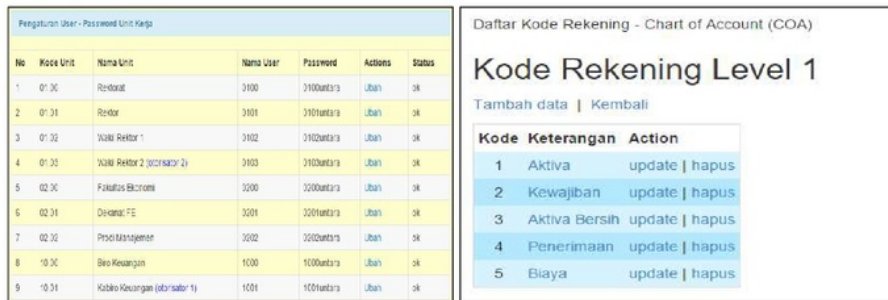 Pengaturan User - Password Unit Kerja
No Kode Unit Nama Unit Nama User Password Actions Status
1 01.00 Rektorat 0100 0100untara Ubah ok
2 01.01 Rektor 0101 0101untara Ubah ok
3 01.02 Wakil Rektor 1 0102 0102untara Ubah ok
4 01.03 Wakil Rektor 2 (otorisator 2) 0103 0103untara Ubah ok
5 02.00 Fakultas Ekonomi 0200 0200untara Ubah ok
6 02.01 Dekanat FE 0201 0201untara Ubah ok
7 02.02 Prodi Manajemen 0202 0202untara Ubah ok
8 10.00 Biro Keuangan 1000 1000untara Ubah ok
9 10.01 Kabiro Keuangan (otorisator 1) 1001 1001untara Ubah ok
Daftar Kode Rekening - Chart of Account (COA)
Kode Rekening Level 1
Tambah data | Kembali
Kode Keterangan Action
1 Aktiva update | hapus
2 Kewajiban update | hapus
3 Aktiva Bersih update | hapus
4 Penerimaan update | hapus
5 Biaya update | hapus